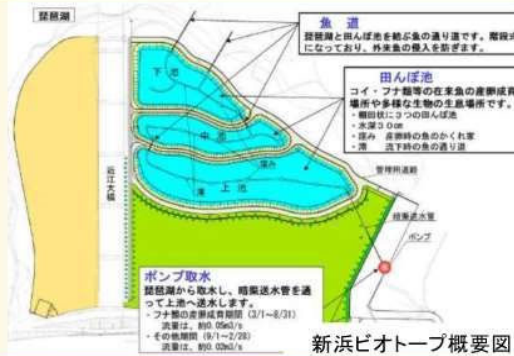 琵琶湖
魚道
琵琶湖と田んぼ池を結ぶ魚の通り道です。階段式
になっており、外来魚の侵入を防ぎます。
田んぼ池
コイ・フナ類等の在来魚の産卵成育
場所や多様な生物の生息場所です。
・棚田状に3つの田んぼ池
・水深30cm
・深み 産卵時の魚のかくれ家
・澪 流下時の魚の通り道
下池
中池
深み
澪
上池
近江大橋
管理用道路
暗渠送水管
ポンプ
ポンプ取水
琵琶湖から取水し、暗渠送水管を通
って上池へ送水します。
・フナ類の産卵成育期間 (3/1~8/31)
流量は、約0.05m3/s
・その他期間 (9/1~2/28)
流量は、約0.02m3/s
新浜ビオトープ概要図